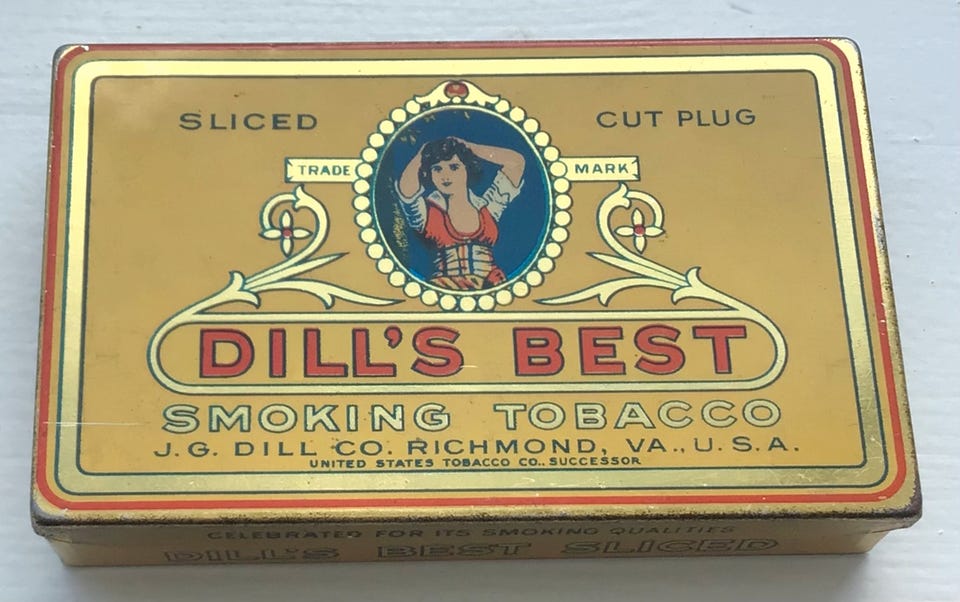 SLICED CUT PLUG
TRADE MARK
DILL'S BEST
SMOKING TOBACCO
J.G. DILL CO. RICHMOND, VA., U.S.A.
UNITED STATES TOBACCO CO., SUCCESSOR
CELEBRATED FOR ITS SMOKING QUALITIES
DILL'S BEST SLICED